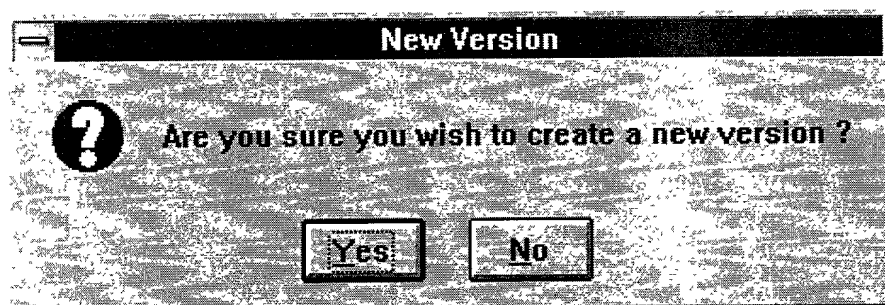 New Version
Are you sure you wish to create a new version ?
Yes
No